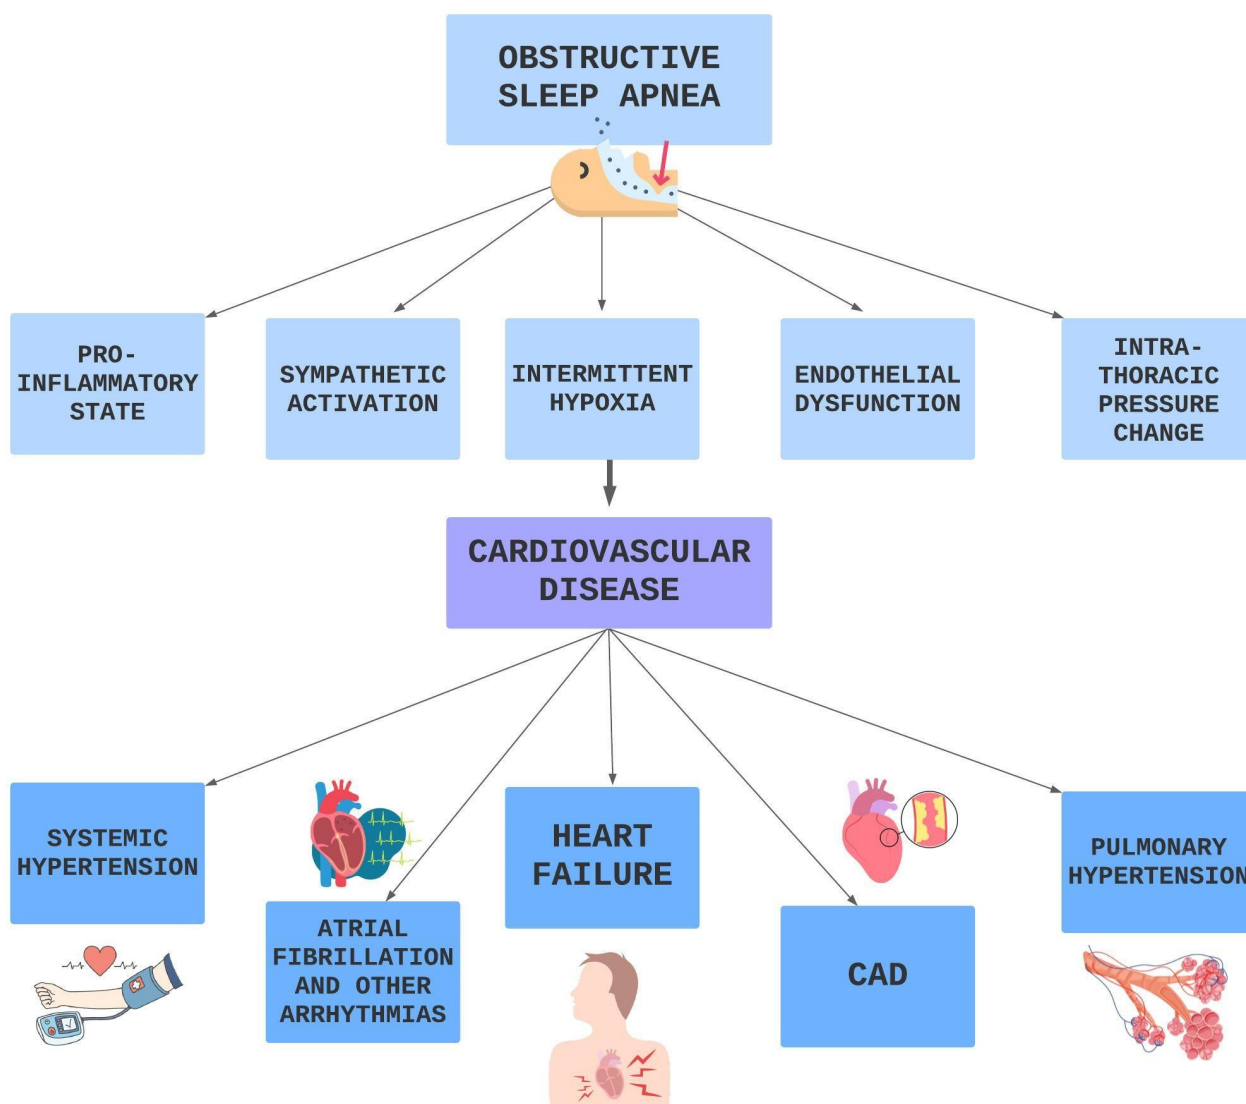 OBSTRUCTIVE
SLEEP APNEA
PRO-
INFLAMMATORY
STATE
SYMPATHETIC
ACTIVATION
INTERMITTENT
HYPOXIA
ENDOTHELIAL
DYSFUNCTION
INTRA-
THORACIC
PRESSURE
CHANGE
CARDIOVASCULAR
DISEASE
SYSTEMIC
HYPERTENSION
ATRIAL
FIBRILLATION
AND OTHER
ARRHYTHMIAS
HEART
FAILURE
CAD
PULMONARY
HYPERTENSION